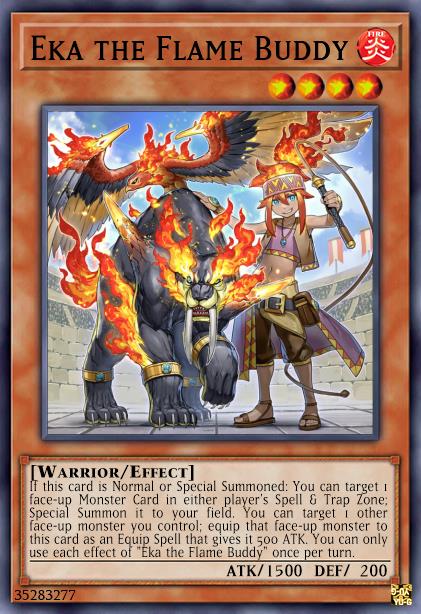 Eka the Flame Buddy
FIRE
炎
[Warrior/Effect]
If this card is Normal or Special Summoned: You can target 1
face-up Monster Card in either player's Spell & Trap Zone;
Special Summon it to your field. You can target 1 other
face-up monster you control; equip that face-up monster to
this card as an Equip Spell that gives it 500 ATK. You can only
use each effect of "Eka the Flame Buddy" once per turn.
ATK/1500 DEF/ 200
35283277